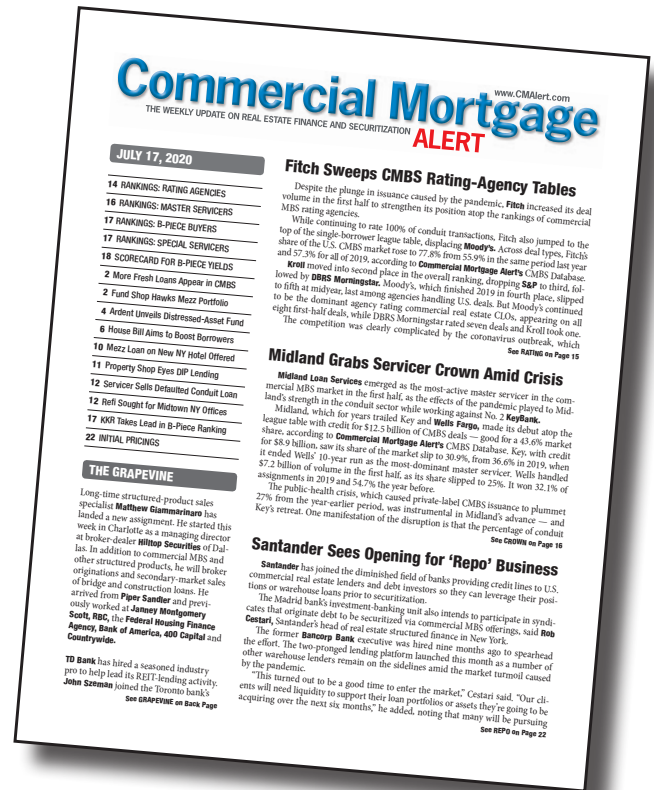 www.CMAlert.com
Commercial Mortgage
THE WEEKLY UPDATE ON REAL ESTATE FINANCE AND SECURITIZATION
ALERT
JULY 17, 2020
14 RANKINGS: RATING AGENCIES
16 RANKINGS: MASTER SERVICERS
17 RANKINGS: B-PIECE BUYERS
17 RANKINGS: SPECIAL SERVICERS
18 SCORECARD FOR B-PIECE YIELDS
2 More Fresh Loans Appear in CMBS
2 Fund Shop Hawks Mezz Portfolio
4 Ardent Unveils Distressed-Asset Fund
6 House Bill Aims to Boost Borrowers
10 Mezz Loan on New NY Hotel Offered
11 Property Shop Eyes DIP Lending
12 Servicer Sells Defaulted Conduit Loan
12 Refi Sought for Midtown NY Offices
17 KKR Takes Lead in B-Piece Ranking
22 INITIAL PRICINGS
THE GRAPEVINE
Long-time structured-product sales
specialist Matthew Giammarinaro has
landed a new assignment. He started this
week in Charlotte as a managing director
at broker-dealer Hilltop Securities of Dal-
las. In addition to commercial MBS and
other structured products, he will broker
originations and secondary-market sales
of bridge and construction loans. He
arrived from Piper Sandler and previ-
ously worked at Janney Montgomery
Scott, RBC, the Federal Housing Finance
Agency, Bank of America, 400 Capital and
Countrywide.
TD Bank has hired a seasoned industry
pro to help lead its REIT-lending activity.
John Szeman joined the Toronto bank's
See GRAPEVINE on Back Page
Fitch Sweeps CMBS Rating-Agency Tables
Despite the plunge in issuance caused by the pandemic, Fitch increased its deal
volume in the first half to strengthen its position atop the rankings of commercial
MBS rating agencies.
While continuing to rate 100% of conduit transactions, Fitch also jumped to the
top of the single-borrower league table, displacing Moody's. Across deal types, Fitch's
share of the U.S. CMBS market rose to 77.8% from 55.9% in the same period last year
and 57.3% for all of 2019, according to Commercial Mortgage Alert's CMBS Database.
Kroll moved into second place in the overall ranking, dropping S&P to third, fol-
lowed by DBRS Morningstar. Moody's, which finished 2019 in fourth place, slipped
to fifth at midyear, last among agencies handling U.S. deals. But Moody's continued
to be the dominant agency rating commercial real estate CLOs, appearing on all
eight first-half deals, while DBRS Morningstar rated seven deals and Kroll took one.
The competition was clearly complicated by the coronavirus outbreak, which
See RATING on Page 15
Midland Grabs Servicer Crown Amid Crisis
Midland Loan Services emerged as the most-active master servicer in the com-
mercial MBS market in the first half, as the effects of the pandemic played to Mid-
land's strength in the conduit sector while working against No. 2 KeyBank.
Midland, which for years trailed Key and Wells Fargo, made its debut atop the
league table with credit for $12.5 billion of CMBS deals — good for a 43.6% market
share, according to Commercial Mortgage Alert's CMBS Database. Key, with credit
for $8.9 billion, saw its share of the market slip to 30.9%, from 36.6% in 2019, when
it ended Wells' 10-year run as the most-dominant master servicer. Wells handled
$7.2 billion of volume in the first half, as its share slipped to 25%. It won 32.1% of
assignments in 2019 and 54.7% the year before.
The public-health crisis, which caused private-label CMBS issuance to plummet
27% from the year-earlier period, was instrumental in Midland's advance — and
Key's retreat. One manifestation of the disruption is that the percentage of conduit
See CROWN on Page 16
Santander Sees Opening for 'Repo' Business
Santander has joined the diminished field of banks providing credit lines to U.S.
commercial real estate lenders and debt investors so they can leverage their posi-
tions or warehouse loans prior to securitization.
The Madrid bank's investment-banking unit also intends to participate in syndi-
cates that originate debt to be securitized via commercial MBS offerings, said Rob
Cestari, Santander's head of real estate structured finance in New York.
The former Bancorp Bank executive was hired nine months ago to spearhead
the effort. The two-pronged lending platform launched this month as a number of
other warehouse lenders remain on the sidelines amid the market turmoil caused
by the pandemic.
"This turned out to be a good time to enter the market," Cestari said. "Our cli-
ents will need liquidity to support their loan portfolios or assets they're going to be
acquiring over the next six months," he added, noting that many will be pursuing
See REPO on Page 22